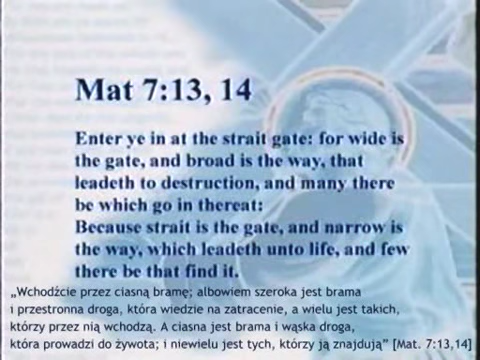 Mat 7:13, 14
Enter ye in at the strait gate: for wide is
the gate, and broad is the way, that
leadeth to destruction, and many there
be which go in thereat:
Because strait is the gate, and narrow is
the way, which leadeth unto life, and few
there be that find it.
„Wchodźcie przez ciasną bramę; albowiem szeroka jest brama
i przestronna droga, która wiedzie na zatracenie, a wielu jest takich,
którzy przez nią wchodzą. A ciasna jest brama i wąska droga,
która prowadzi do żywota; i niewielu jest tych, którzy ją znajdują” [Mat. 7:13,14]